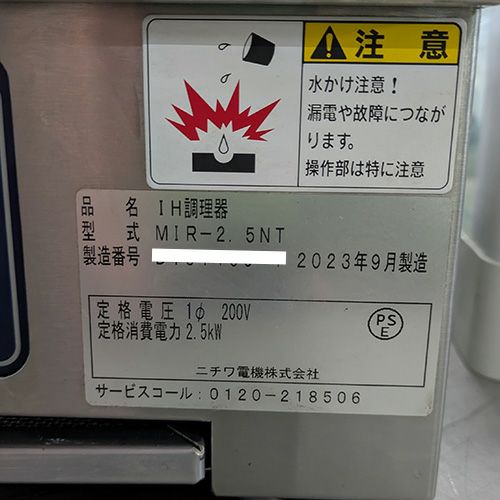 注意
水かけ注意！
漏電や故障につなが
ります。
操作部は特に注意
品名 IH調理器
型式 MIR-2.5NT
製造番号 2023年9月製造
定格電圧 1φ 200V
定格消費電力 2.5kW
PS
E
ニチワ電機株式会社
サービスコール：0120-218506